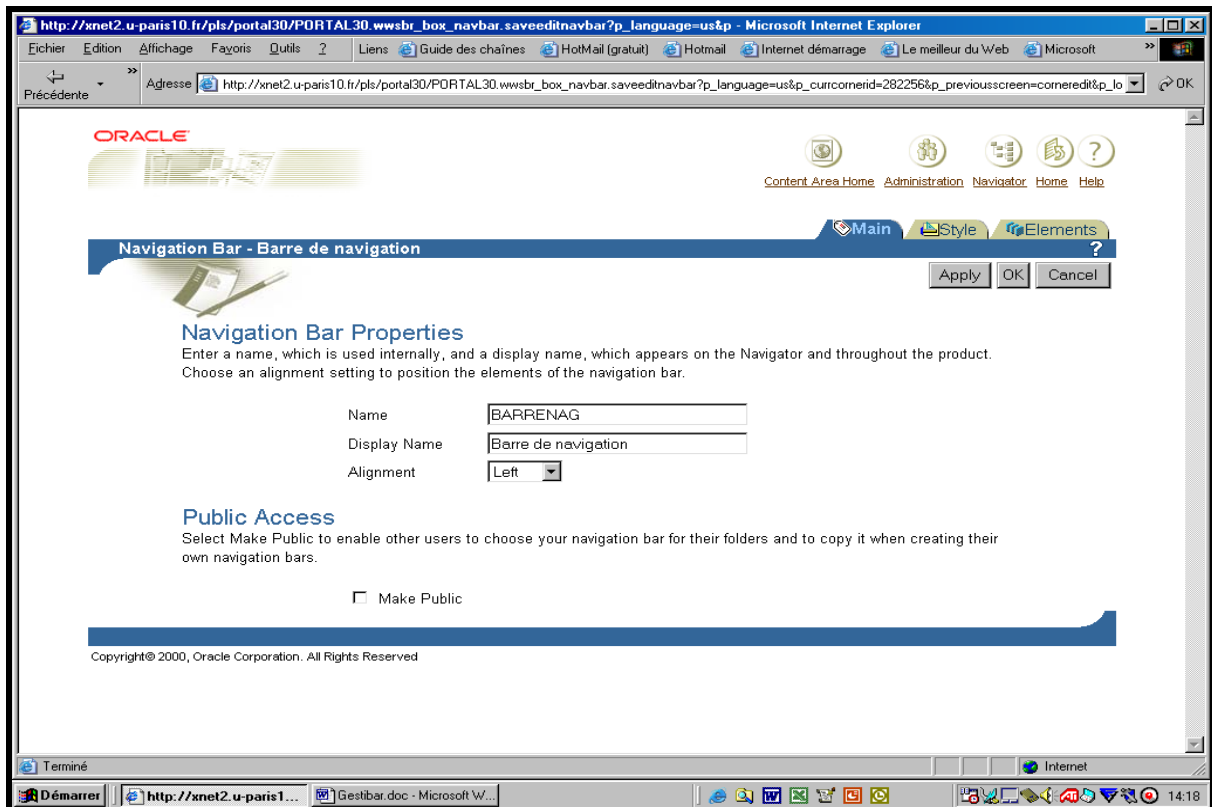 http://xnet2.u-paris10.fr/pls/portal30/PORTAL30.wwsbr_box_navbar.saveeditnavbar?p_language=us&p - Microsoft Internet Explorer
Fichier Edition Affichage Favoris Outils ? Liens Guide des chaînes HotMail (gratuit) Hotmail Internet démarrage Le meilleur du Web Microsoft »
Précédente » Adresse http://xnet2.u-paris10.fr/pls/portal30/PORTAL30.wwsbr_box_navbar.saveeditnavbar?p_language=us&p_currcornerid=282256&p_previousscreen=corneredit&p_lo OK
ORACLE
Content Area Home Administration Navigator Home Help
Main Style Elements
Navigation Bar - Barre de navigation ?
Apply OK Cancel
Navigation Bar Properties
Enter a name, which is used internally, and a display name, which appears on the Navigator and throughout the product.
Choose an alignment setting to position the elements of the navigation bar.
Name BARRENAG
Display Name Barre de navigation
Alignment Left
Public Access
Select Make Public to enable other users to choose your navigation bar for their folders and to copy it when creating their
own navigation bars.
Make Public
Copyright© 2000, Oracle Corporation. All Rights Reserved
Terminé Internet
Démarrer http://xnet2.u-paris1... Gestibar.doc - Microsoft W... 14:18